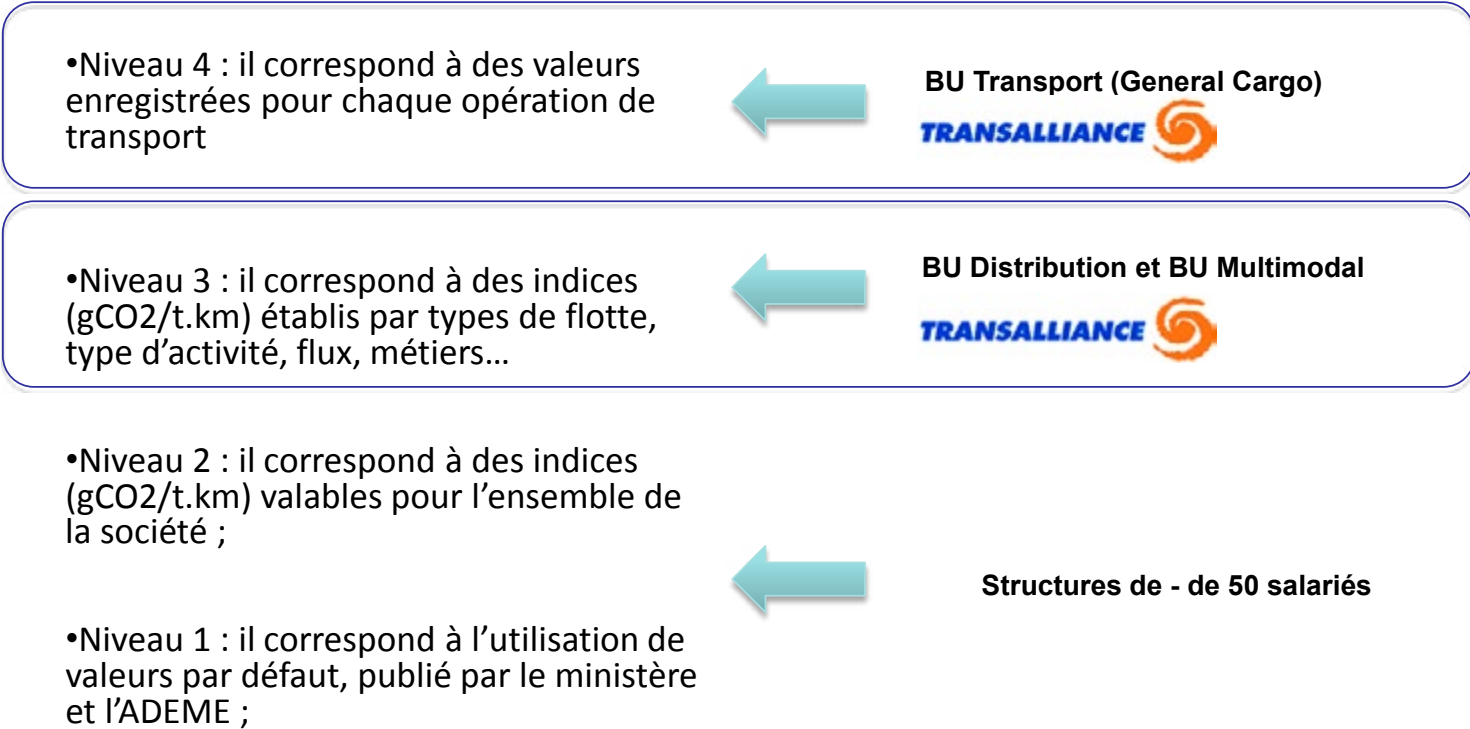 •Niveau 4 : il correspond à des valeurs
enregistrées pour chaque opération de
transport
BU Transport (General Cargo)
TRANSALLIANCE
•Niveau 3 : il correspond à des indices
(gCO2/t.km) établis par types de flotte,
type d’activité, flux, métiers…
BU Distribution et BU Multimodal
TRANSALLIANCE
•Niveau 2 : il correspond à des indices
(gCO2/t.km) valables pour l’ensemble de
la société ;
Structures de - de 50 salariés
•Niveau 1 : il correspond à l’utilisation de
valeurs par défaut, publié par le ministère
et l’ADEME ;